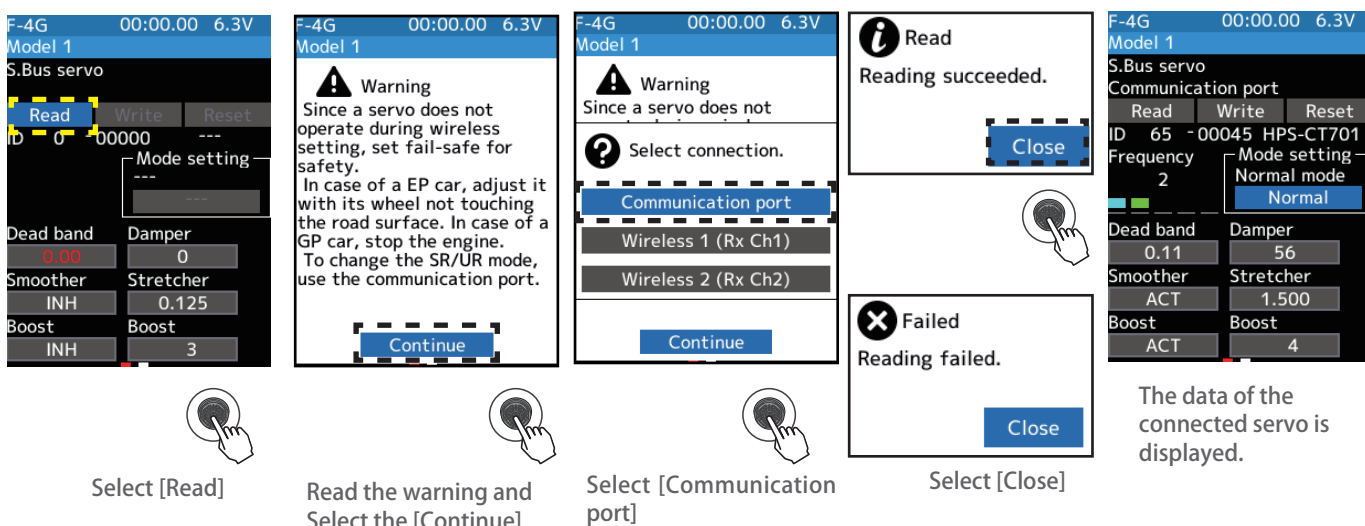 F-4G 00:00.00 6.3V
Model 1
S.Bus servo
Read Write Reset
ID 0 - 00000 ---
Mode setting
---
---
Dead band Damper
0.00 0
Smoother Stretcher
INH 0.125
Boost Boost
INH 3
Select [Read]
F-4G 00:00.00 6.3V
Model 1
Warning
Since a servo does not
operate during wireless
setting, set fail-safe for
safety.
In case of a EP car, adjust it
with its wheel not touching
the road surface. In case of a
GP car, stop the engine.
To change the SR/UR mode,
use the communication port.
Continue
Read the warning and
Select the [Continue]
F-4G 00:00.00 6.3V
Model 1
Warning
Since a servo does not
Select connection.
Communication port
Wireless 1 (Rx Ch1)
Wireless 2 (Rx Ch2)
Continue
Select [Communication
port]
Read
Reading succeeded.
Close
Failed
Reading failed.
Close
Select [Close]
F-4G 00:00.00 6.3V
Model 1
S.Bus servo
Communication port
Read Write Reset
ID 65 - 00045 HPS-CT701
Frequency Mode setting
2 Normal mode
Normal
Dead band Damper
0.11 56
Smoother Stretcher
ACT 1.500
Boost Boost
ACT 4
The data of the
connected servo is
displayed.